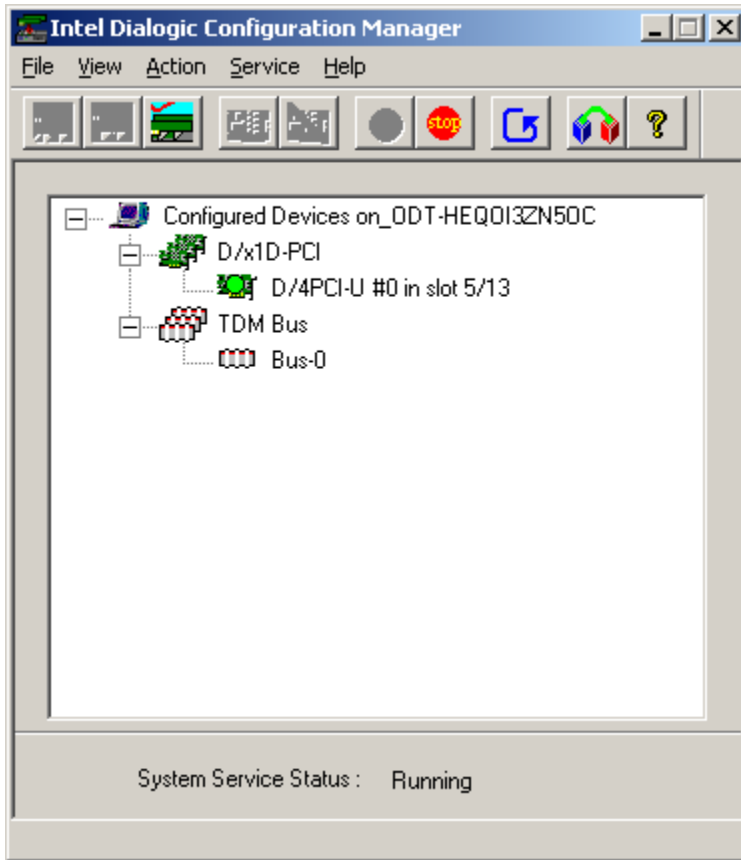 Intel Dialogic Configuration Manager
File View Action Service Help
stop
Configured Devices on_ODT-HEQOI3ZN5OC
D/x1D-PCI
D/4PCI-U #0 in slot 5/13
TDM Bus
Bus-0
System Service Status : Running